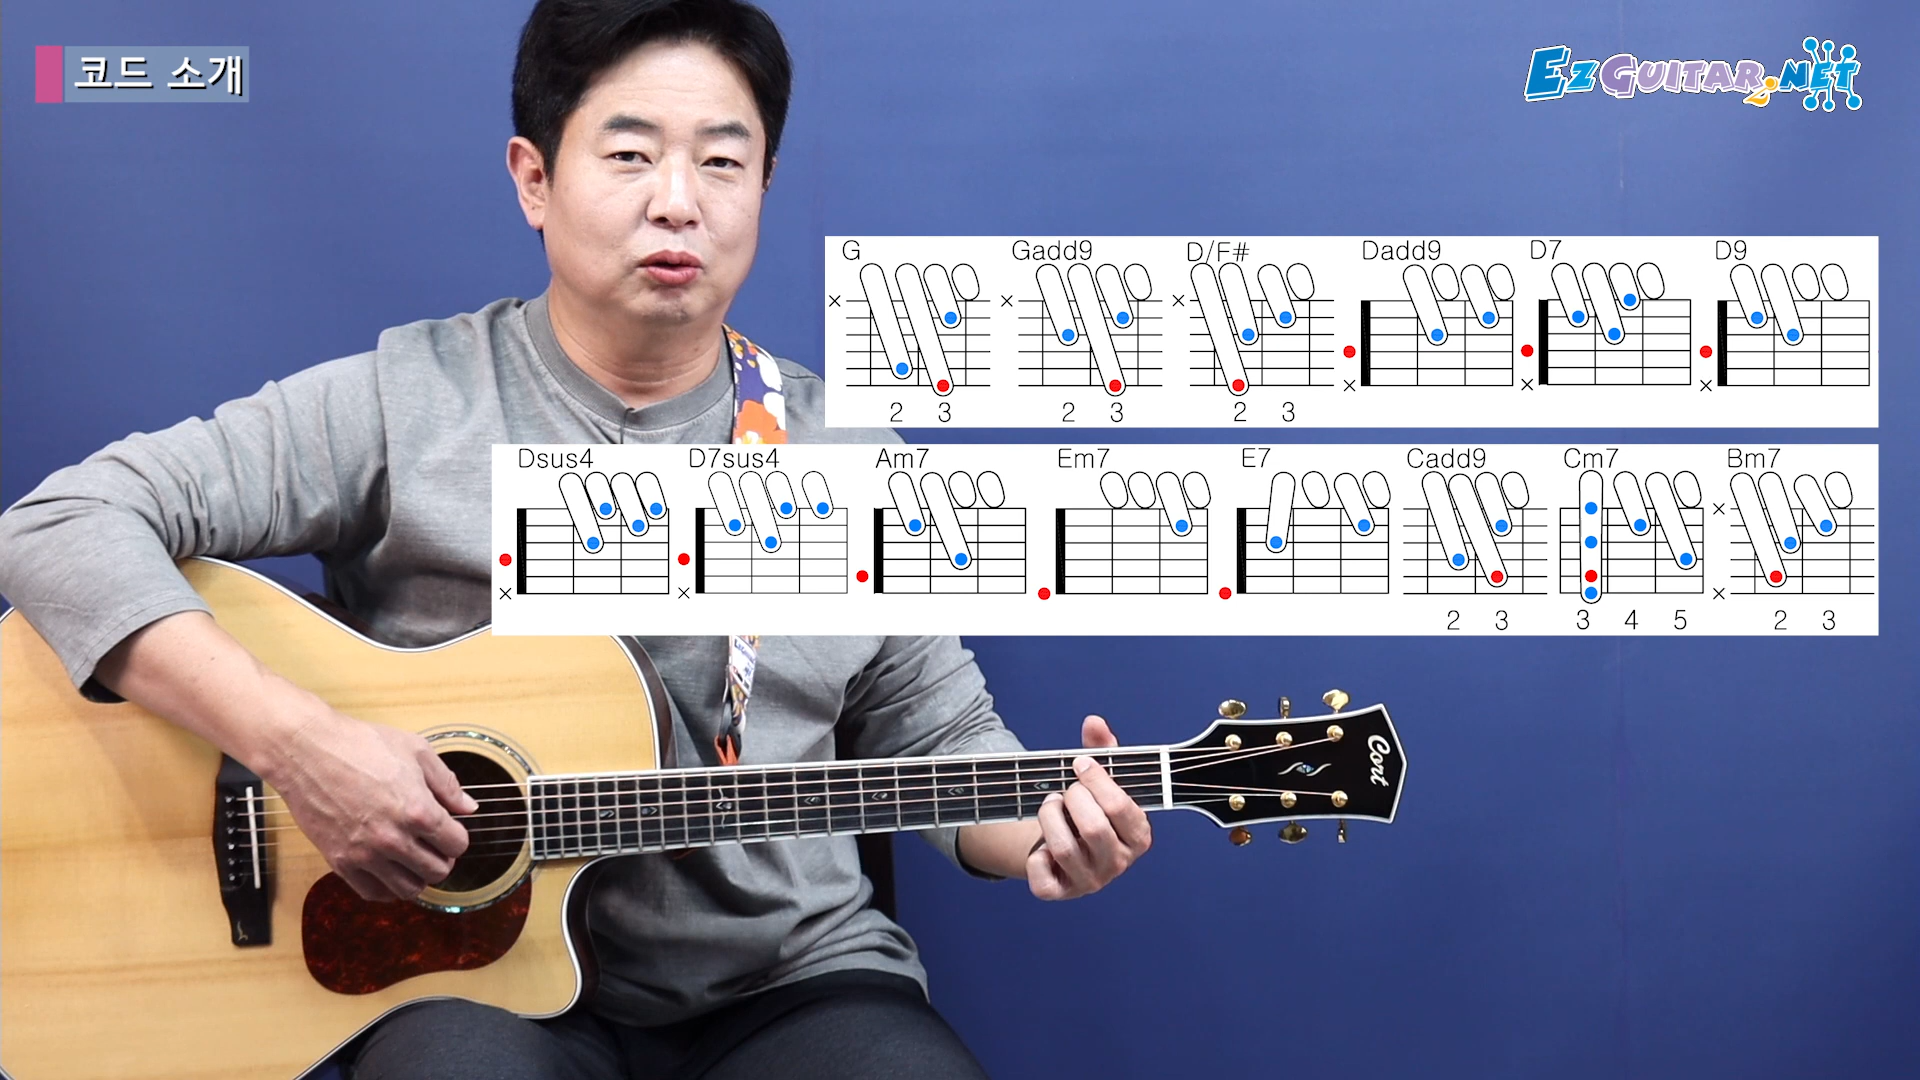 코드 소개
EzGuitar.net
G Gadd9 D/F# Dadd9 D7 D9
× × × × × ×
2 3 2 3 2 3
Dsus4 D7sus4 Am7 Em7 E7 Cadd9 Cm7 Bm7
× × × ×
2 3 3 4 5 2 3
Cort